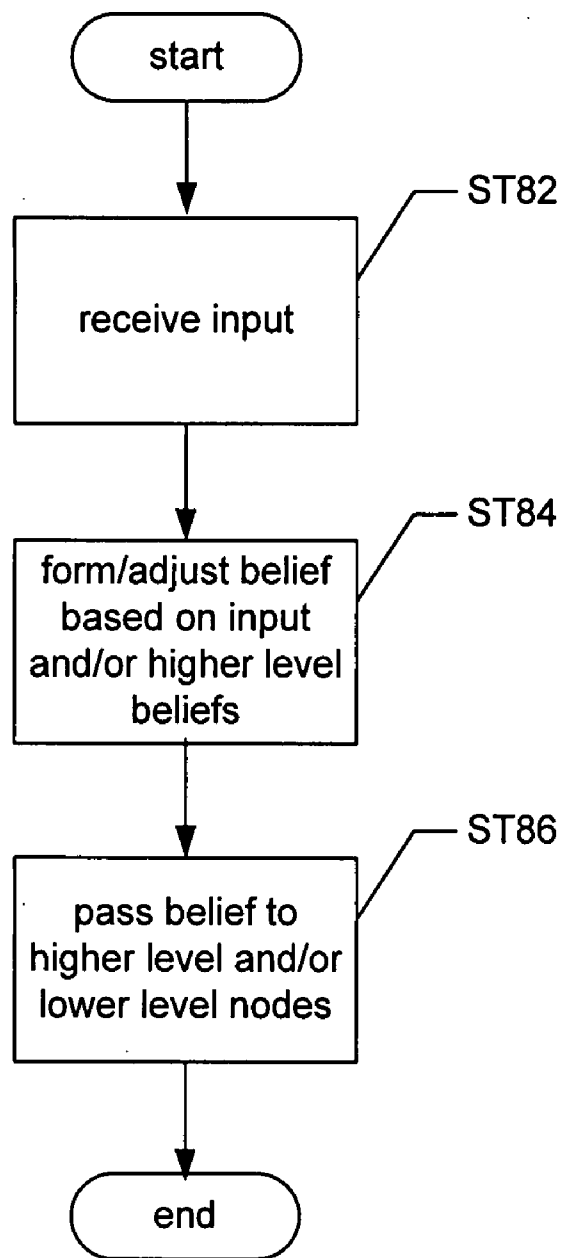 start
ST82
receive input
ST84
form/adjust belief
based on input
and/or higher level
beliefs
ST86
pass belief to
higher level and/or
lower level nodes
end